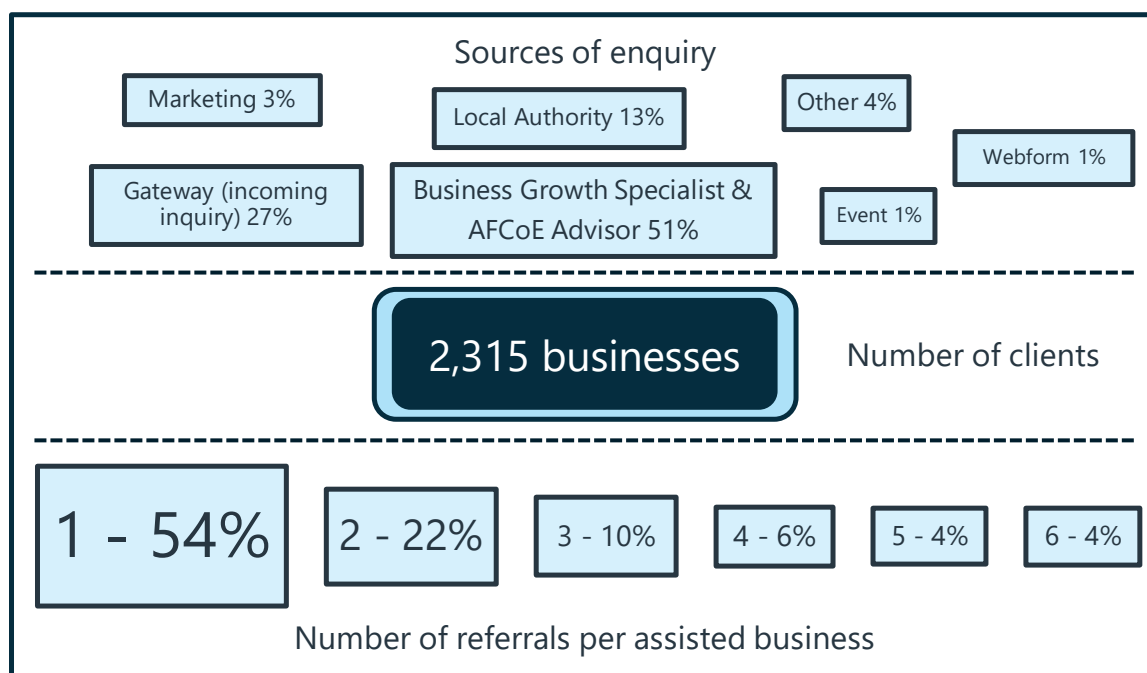 Sources of enquiry
Marketing 3%
Local Authority 13%
Other 4%
Webform 1%
Gateway (incoming
inquiry) 27%
Business Growth Specialist &
AFCoE Advisor 51%
Event 1%
2,315 businesses
Number of clients
1 - 54%
2 - 22%
3 - 10%
4 - 6%
5 - 4%
6 - 4%
Number of referrals per assisted business